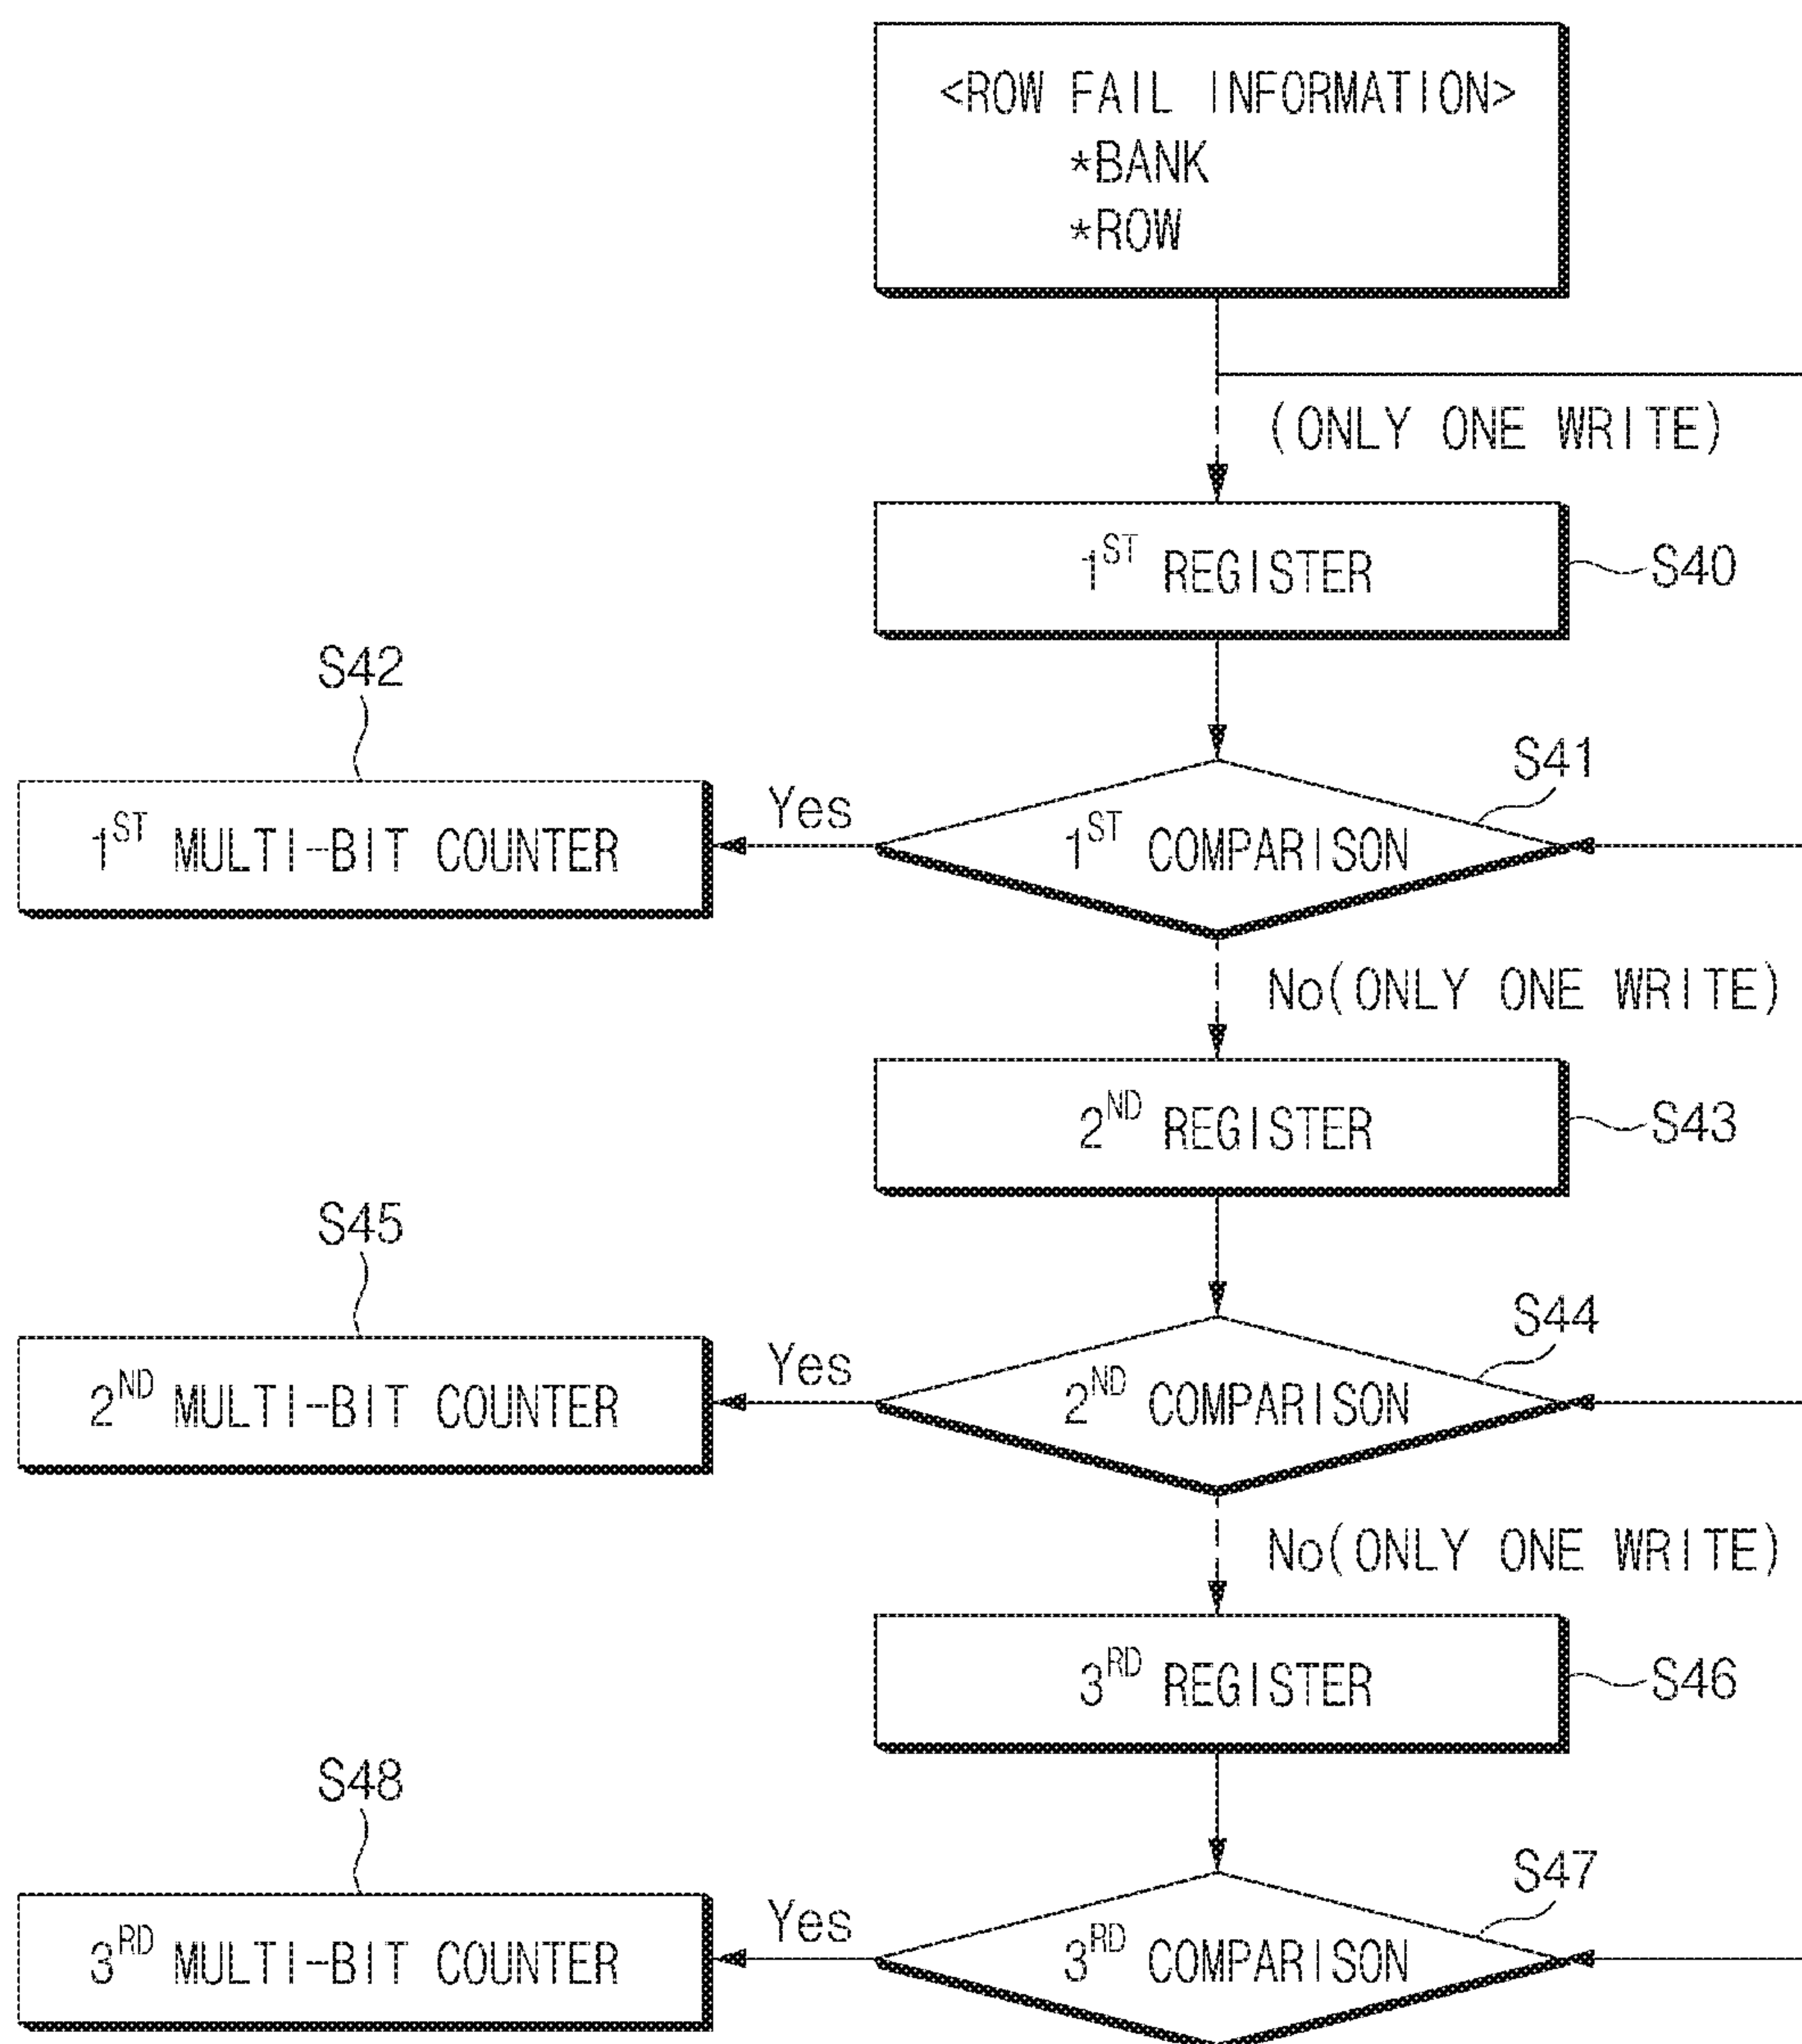 <ROW FAIL INFORMATION>
*BANK
*ROW
(ONLY ONE WRITE)
1ST REGISTER
S40
S42
S41
1ST MULTI-BIT COUNTER
Yes
1ST COMPARISON
No(ONLY ONE WRITE)
2ND REGISTER
S43
S45
S44
2ND MULTI-BIT COUNTER
Yes
2ND COMPARISON
No(ONLY ONE WRITE)
3RD REGISTER
S46
S48
S47
3RD MULTI-BIT COUNTER
Yes
3RD COMPARISON